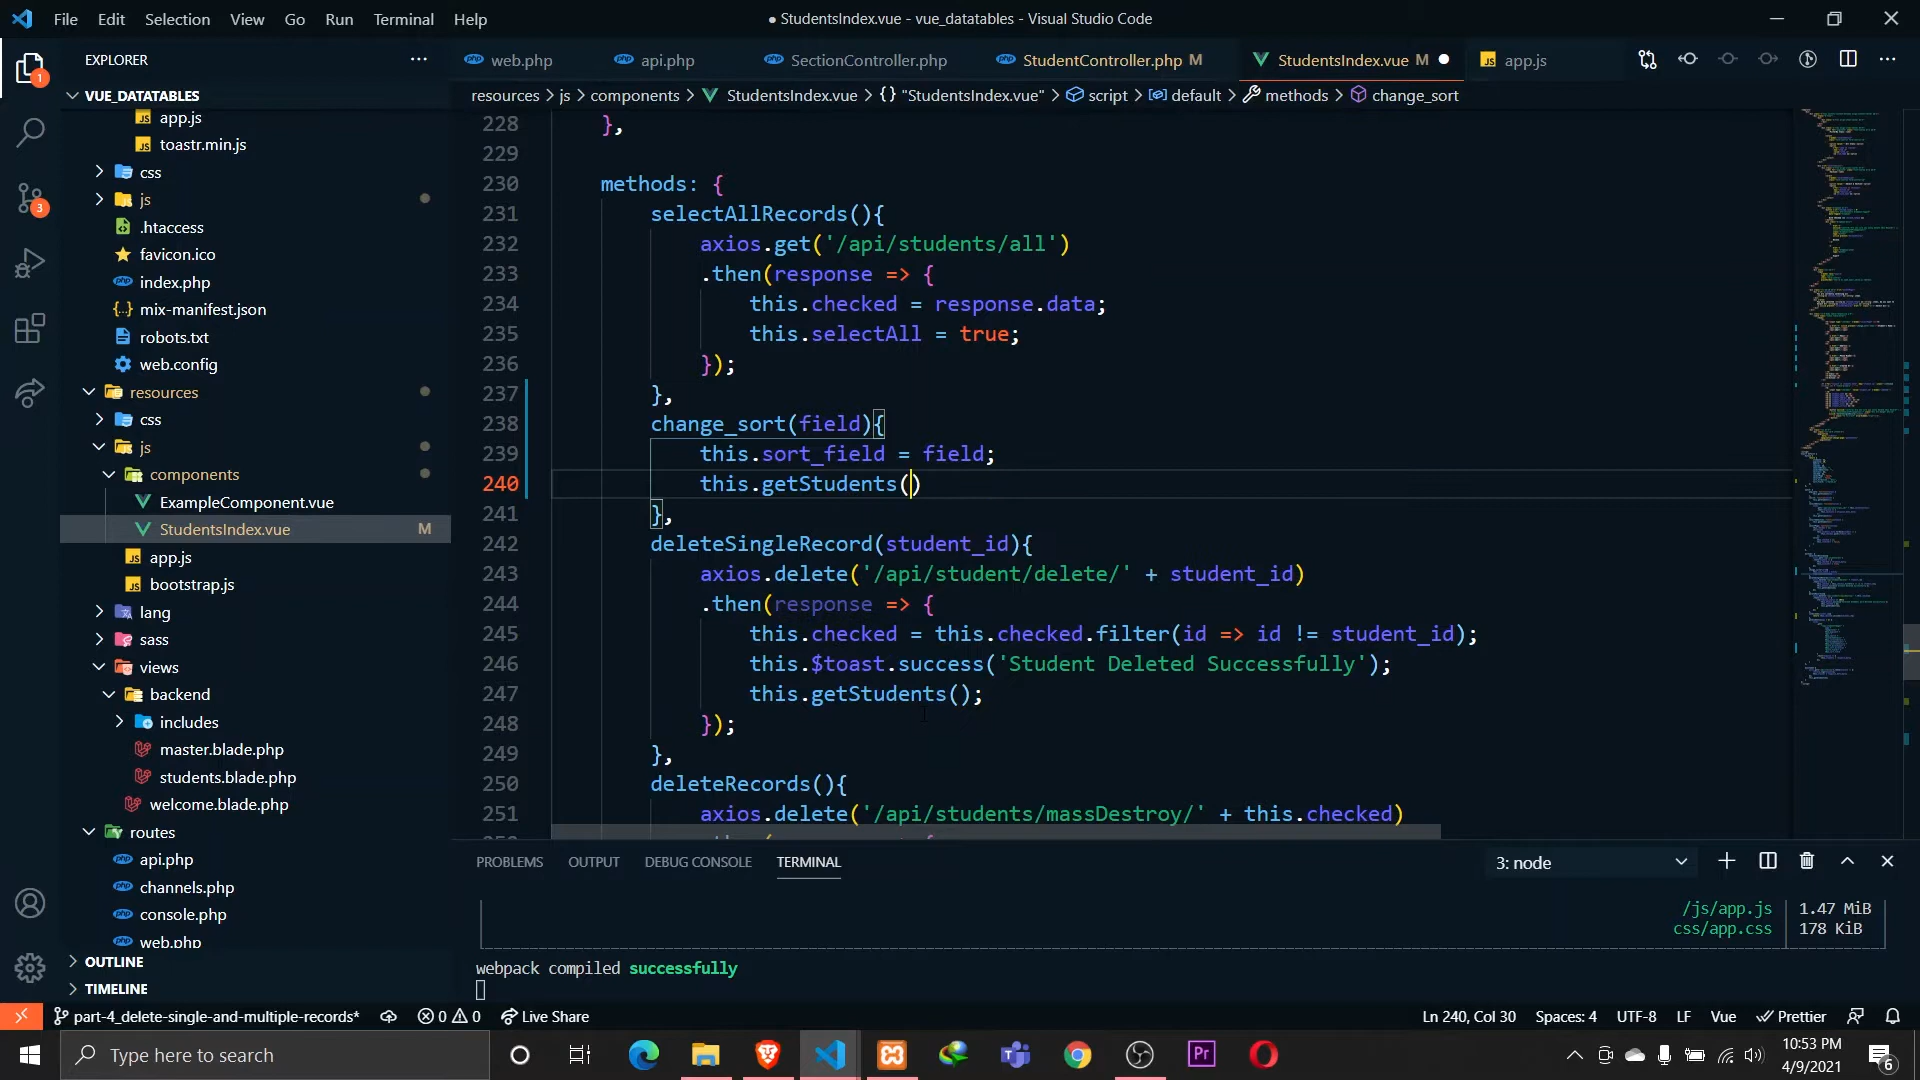 File Edit Selection View Go Run Terminal Help
● StudentsIndex.vue - vue_datatables - Visual Studio Code
EXPLORER
web.php
api.php
SectionController.php
StudentController.php M
StudentsIndex.vue M
app.js
resources > js > components > StudentsIndex.vue > {} "StudentsIndex.vue" > script > default > methods > change_sort
VUE_DATATABLES
app.js
toastr.min.js
css
js
.htaccess
favicon.ico
index.php
mix-manifest.json
robots.txt
web.config
resources
css
js
components
ExampleComponent.vue
StudentsIndex.vue M
app.js
bootstrap.js
lang
sass
views
backend
includes
master.blade.php
students.blade.php
welcome.blade.php
routes
api.php
channels.php
console.php
web.php
OUTLINE
TIMELINE
1
3
228 },
229
230 methods: {
231 selectAllRecords(){
232 axios.get('/api/students/all')
233 .then(response => {
234 this.checked = response.data;
235 this.selectAll = true;
236 });
237 },
238 change_sort(field){
239 this.sort_field = field;
240 this.getStudents()
241 },
242 deleteSingleRecord(student_id){
243 axios.delete('/api/student/delete/' + student_id)
244 .then(response => {
245 this.checked = this.checked.filter(id => id != student_id);
246 this.$toast.success('Student Deleted Successfully');
247 this.getStudents();
248 });
249 },
250 deleteRecords(){
251 axios.delete('/api/students/massDestroy/' + this.checked)
PROBLEMS OUTPUT DEBUG CONSOLE TERMINAL
3: node
/js/app.js 1.47 MiB
css/app.css 178 KiB
webpack compiled successfully
part-4_delete-single-and-multiple-records* 0 0 Live Share
Ln 240, Col 30 Spaces: 4 UTF-8 LF Vue Prettier
Type here to search
Pr
10:53 PM
4/9/2021
6